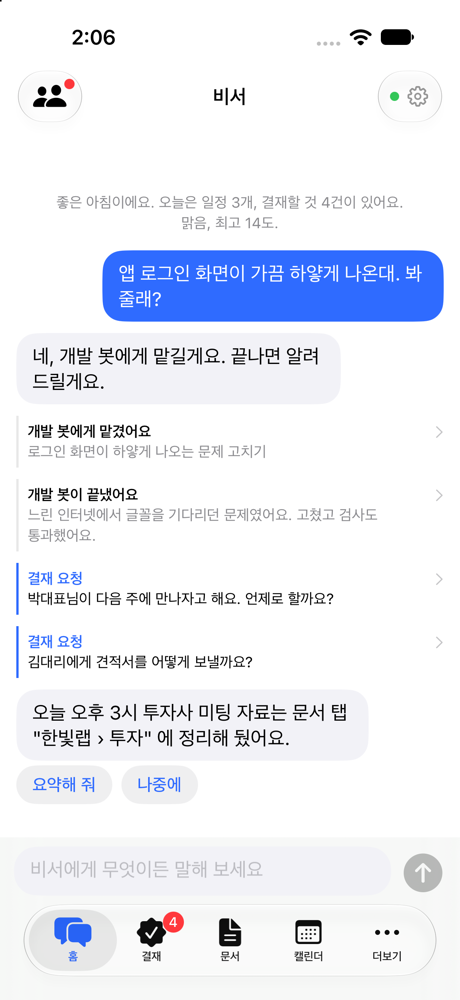 2:06
비서
좋은 아침이에요. 오늘은 일정 3개, 결재할 것 4건이 있어요.
맑음, 최고 14도.
앱 로그인 화면이 가끔 하얗게 나온대. 봐
줄래?
네, 개발 봇에게 맡길게요. 끝나면 알려
드릴게요.
개발 봇에게 맡겼어요
로그인 화면이 하얗게 나오는 문제 고치기
개발 봇이 끝냈어요
느린 인터넷에서 글꼴을 기다리던 문제였어요. 고쳤고 검사도
통과했어요.
결재 요청
박대표님이 다음 주에 만나자고 해요. 언제로 할까요?
결재 요청
김대리에게 견적서를 어떻게 보낼까요?
오늘 오후 3시 투자사 미팅 자료는 문서 탭
"한빛랩 › 투자" 에 정리해 뒀어요.
요약해 줘
나중에
비서에게 무엇이든 말해 보세요
4
홈
결재
문서
캘린더
더보기